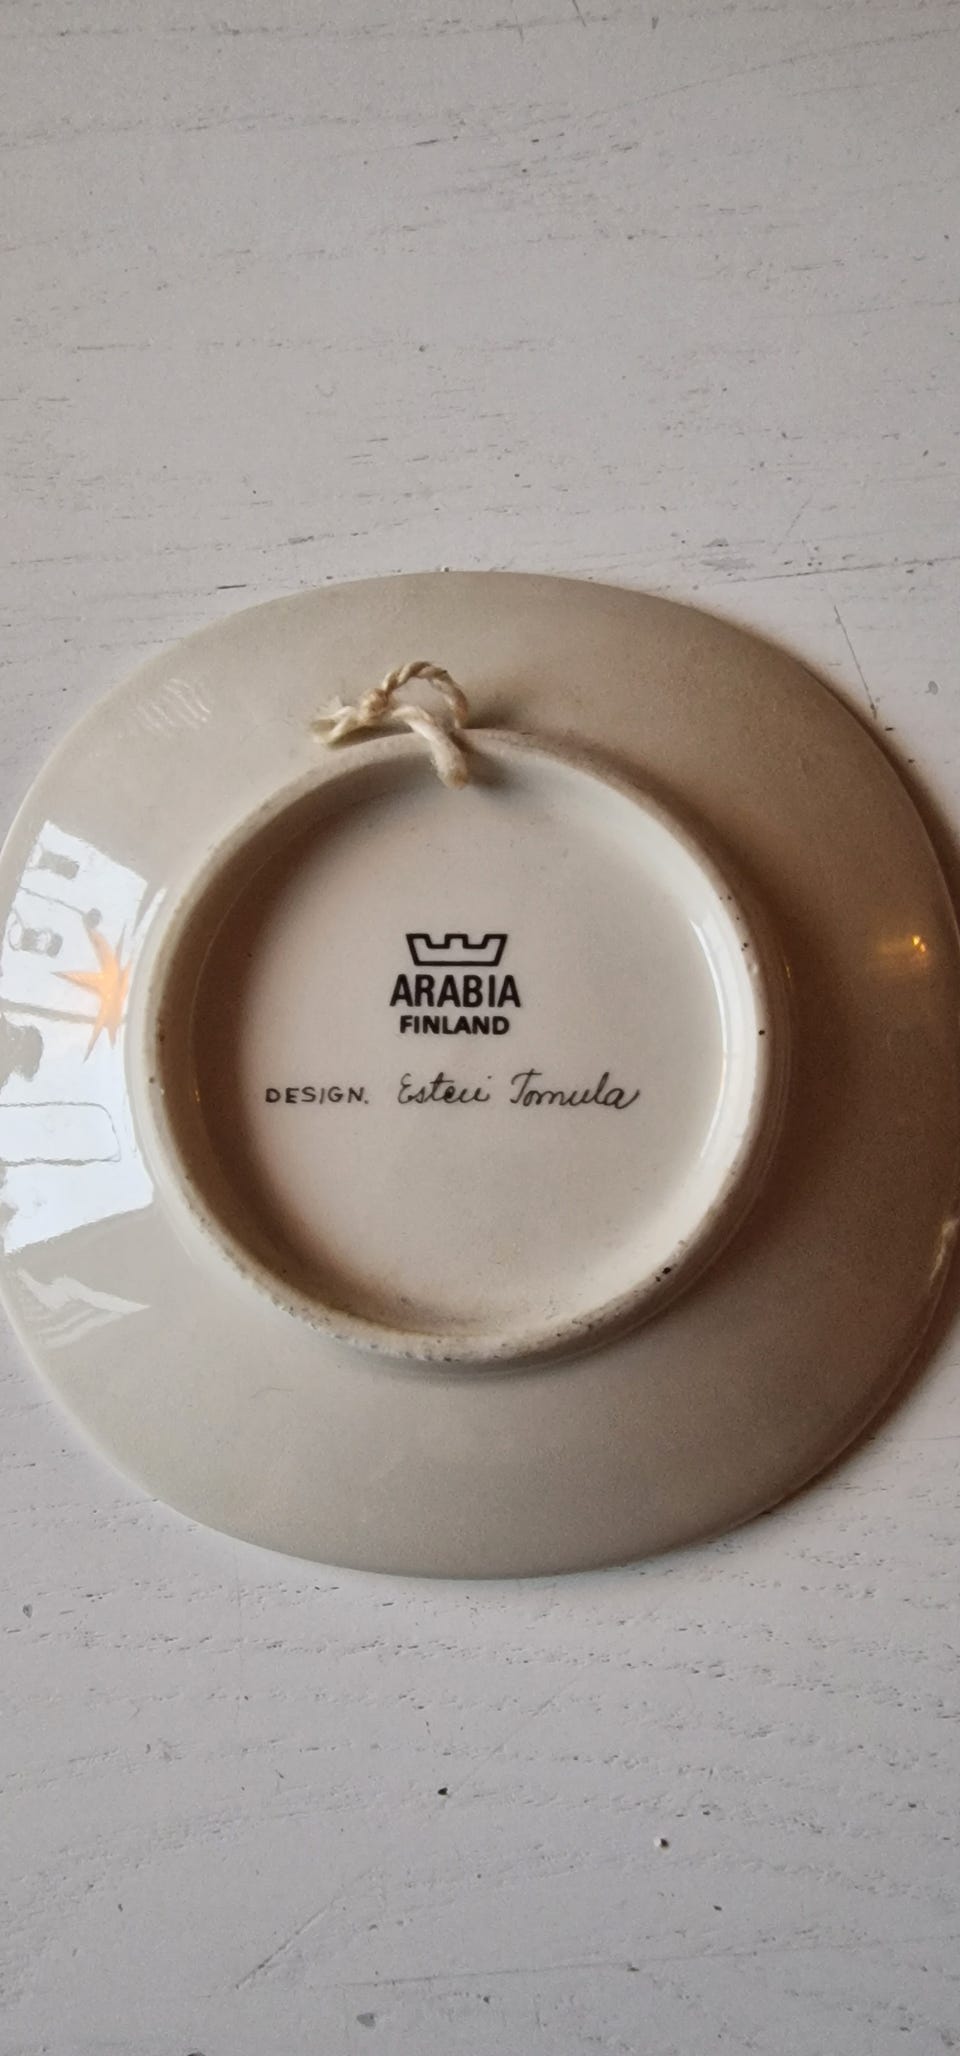 ARABIA
FINLAND
DESIGN. Esteri Tomula